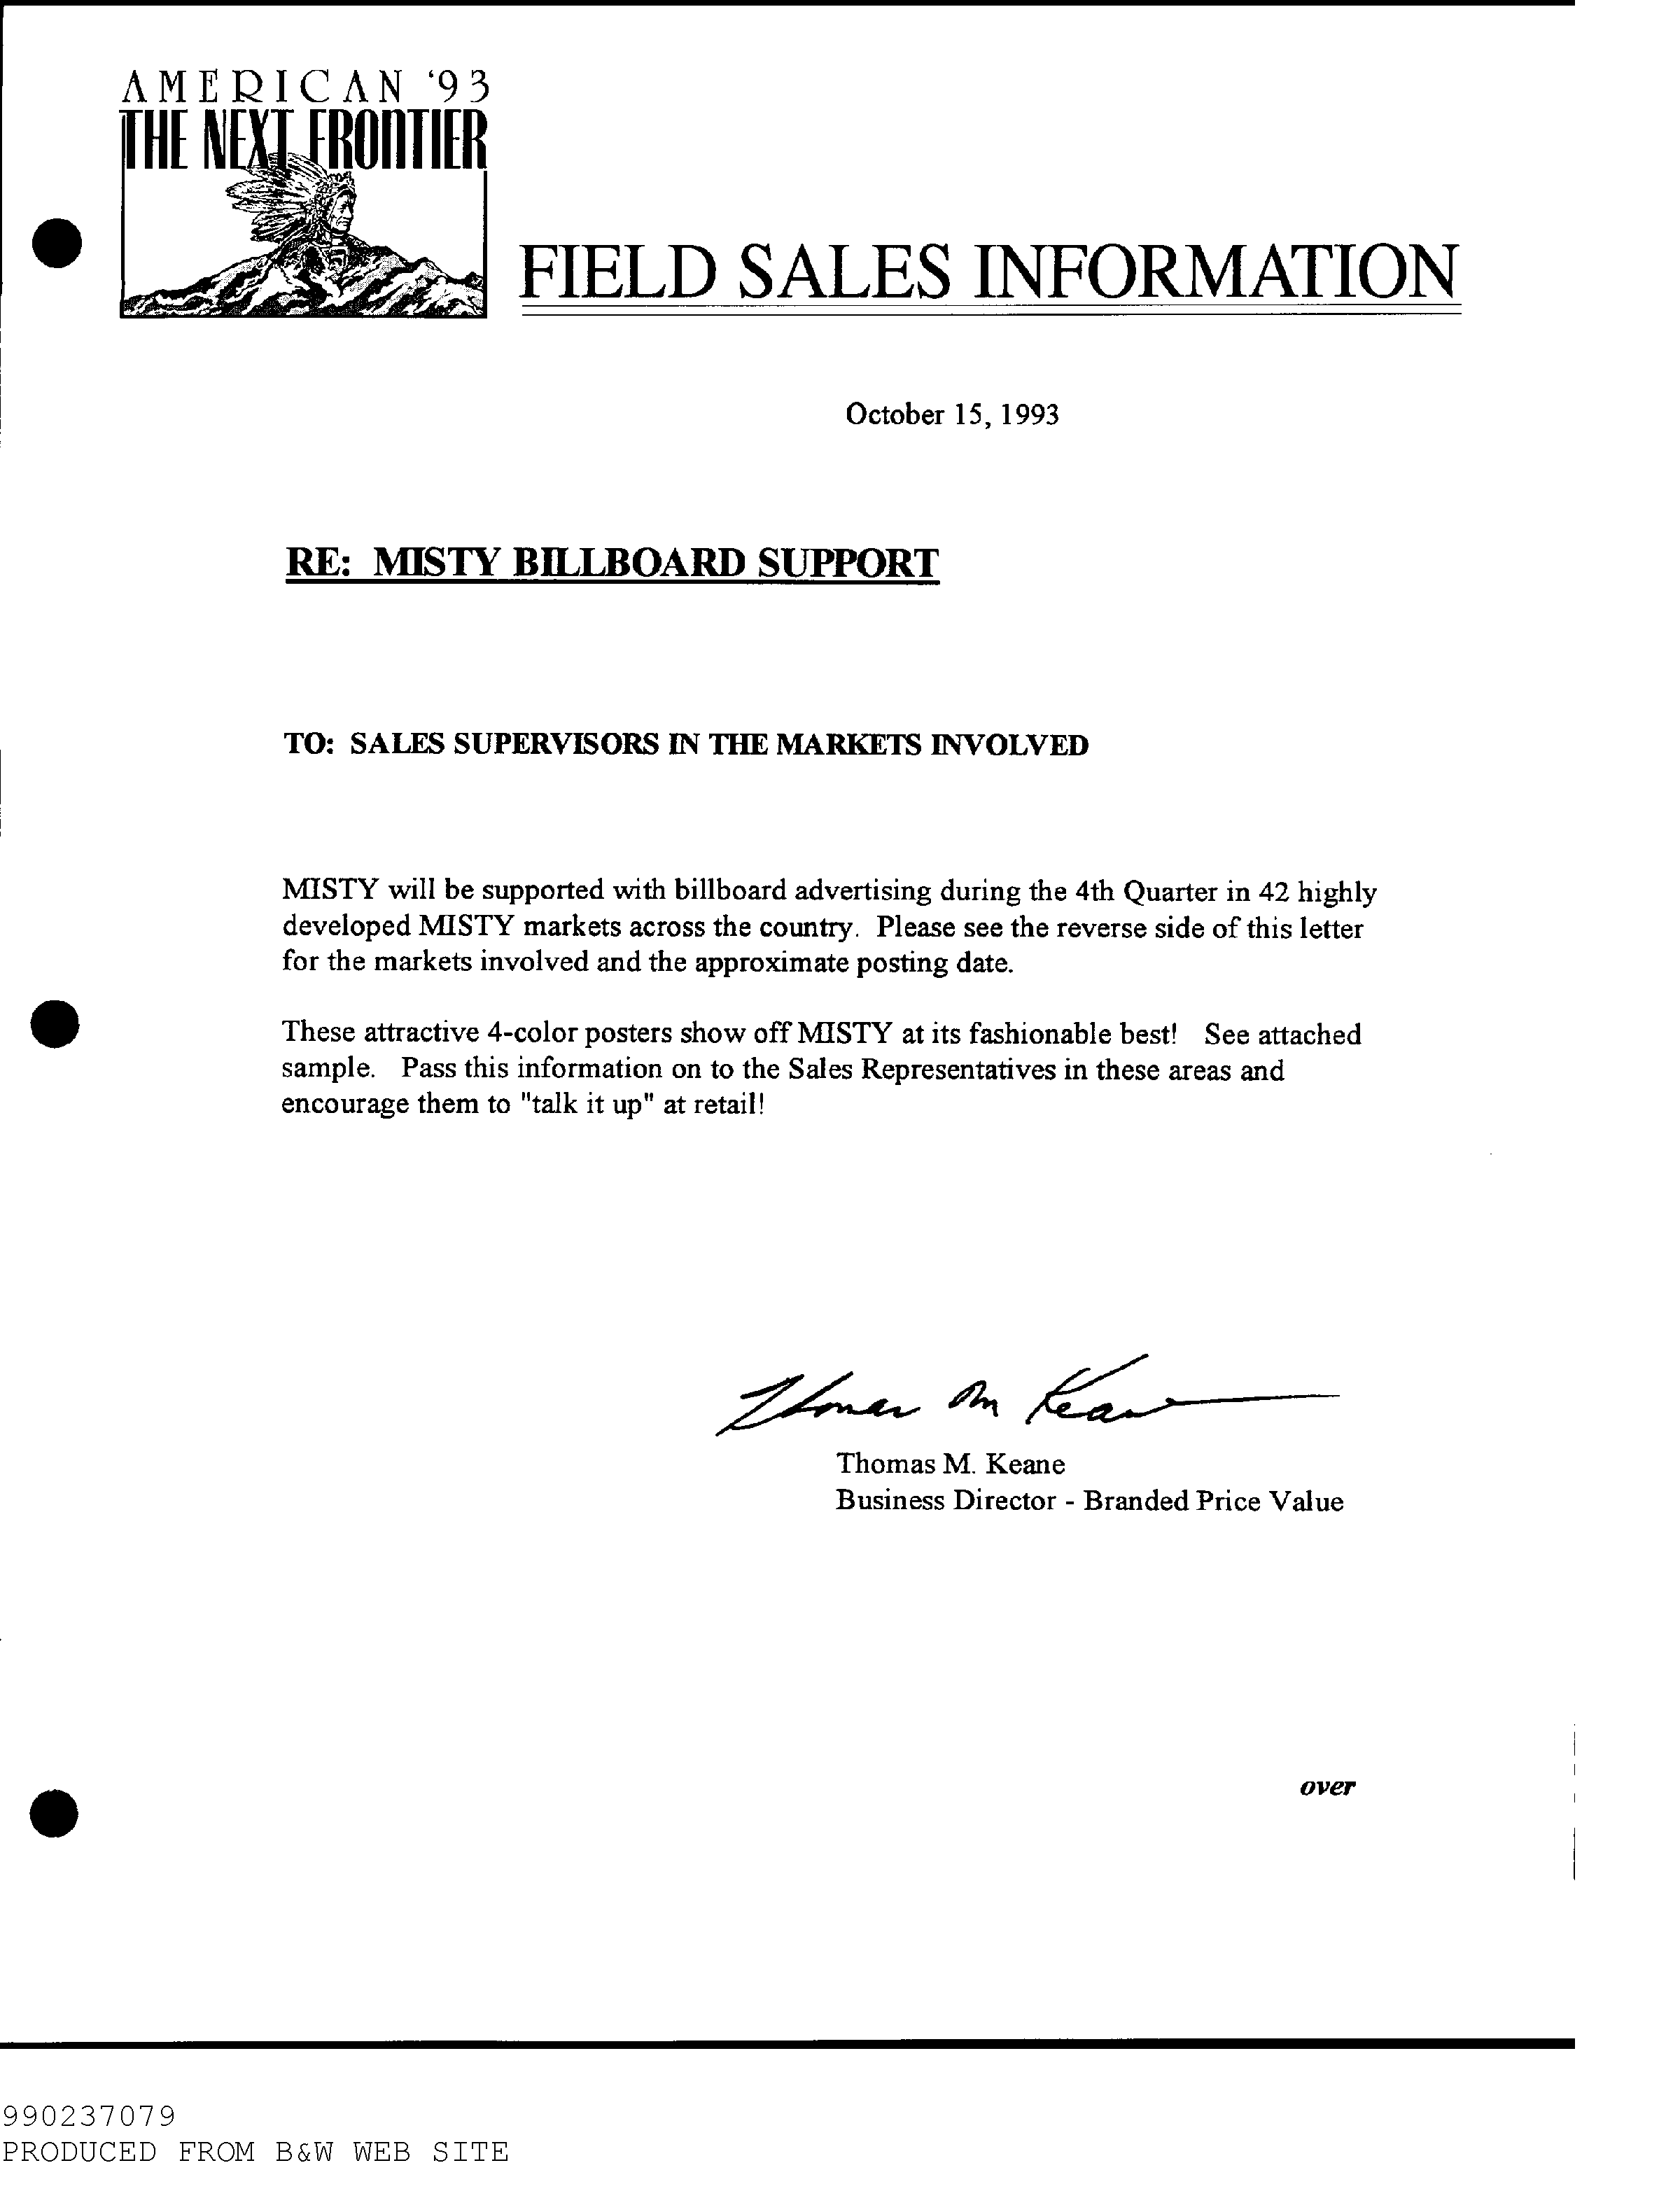 AMERICAN '93
THE NEXT FRONTIER
FIELD SALES INFORMATION
October 15, 1993
RE: MISTY BILLBOARD SUPPORT
TO: SALES SUPERVISORS IN THE MARKETS INVOLVED
MISTY will be supported with billboard advertising during the 4th Quarter in 42 highly
developed MISTY markets across the country. Please see the reverse side of this letter
for the markets involved and the approximate posting date.
These attractive 4-color posters show off MISTY at its fashionable best! See attached
sample. Pass this information on to the Sales Representatives in these areas and
encourage them to "talk it up" at retail!
Thomas M Keane
Thomas M. Keane
Business Director - Branded Price Value
over
990237079
PRODUCED FROM B&W WEB SITE